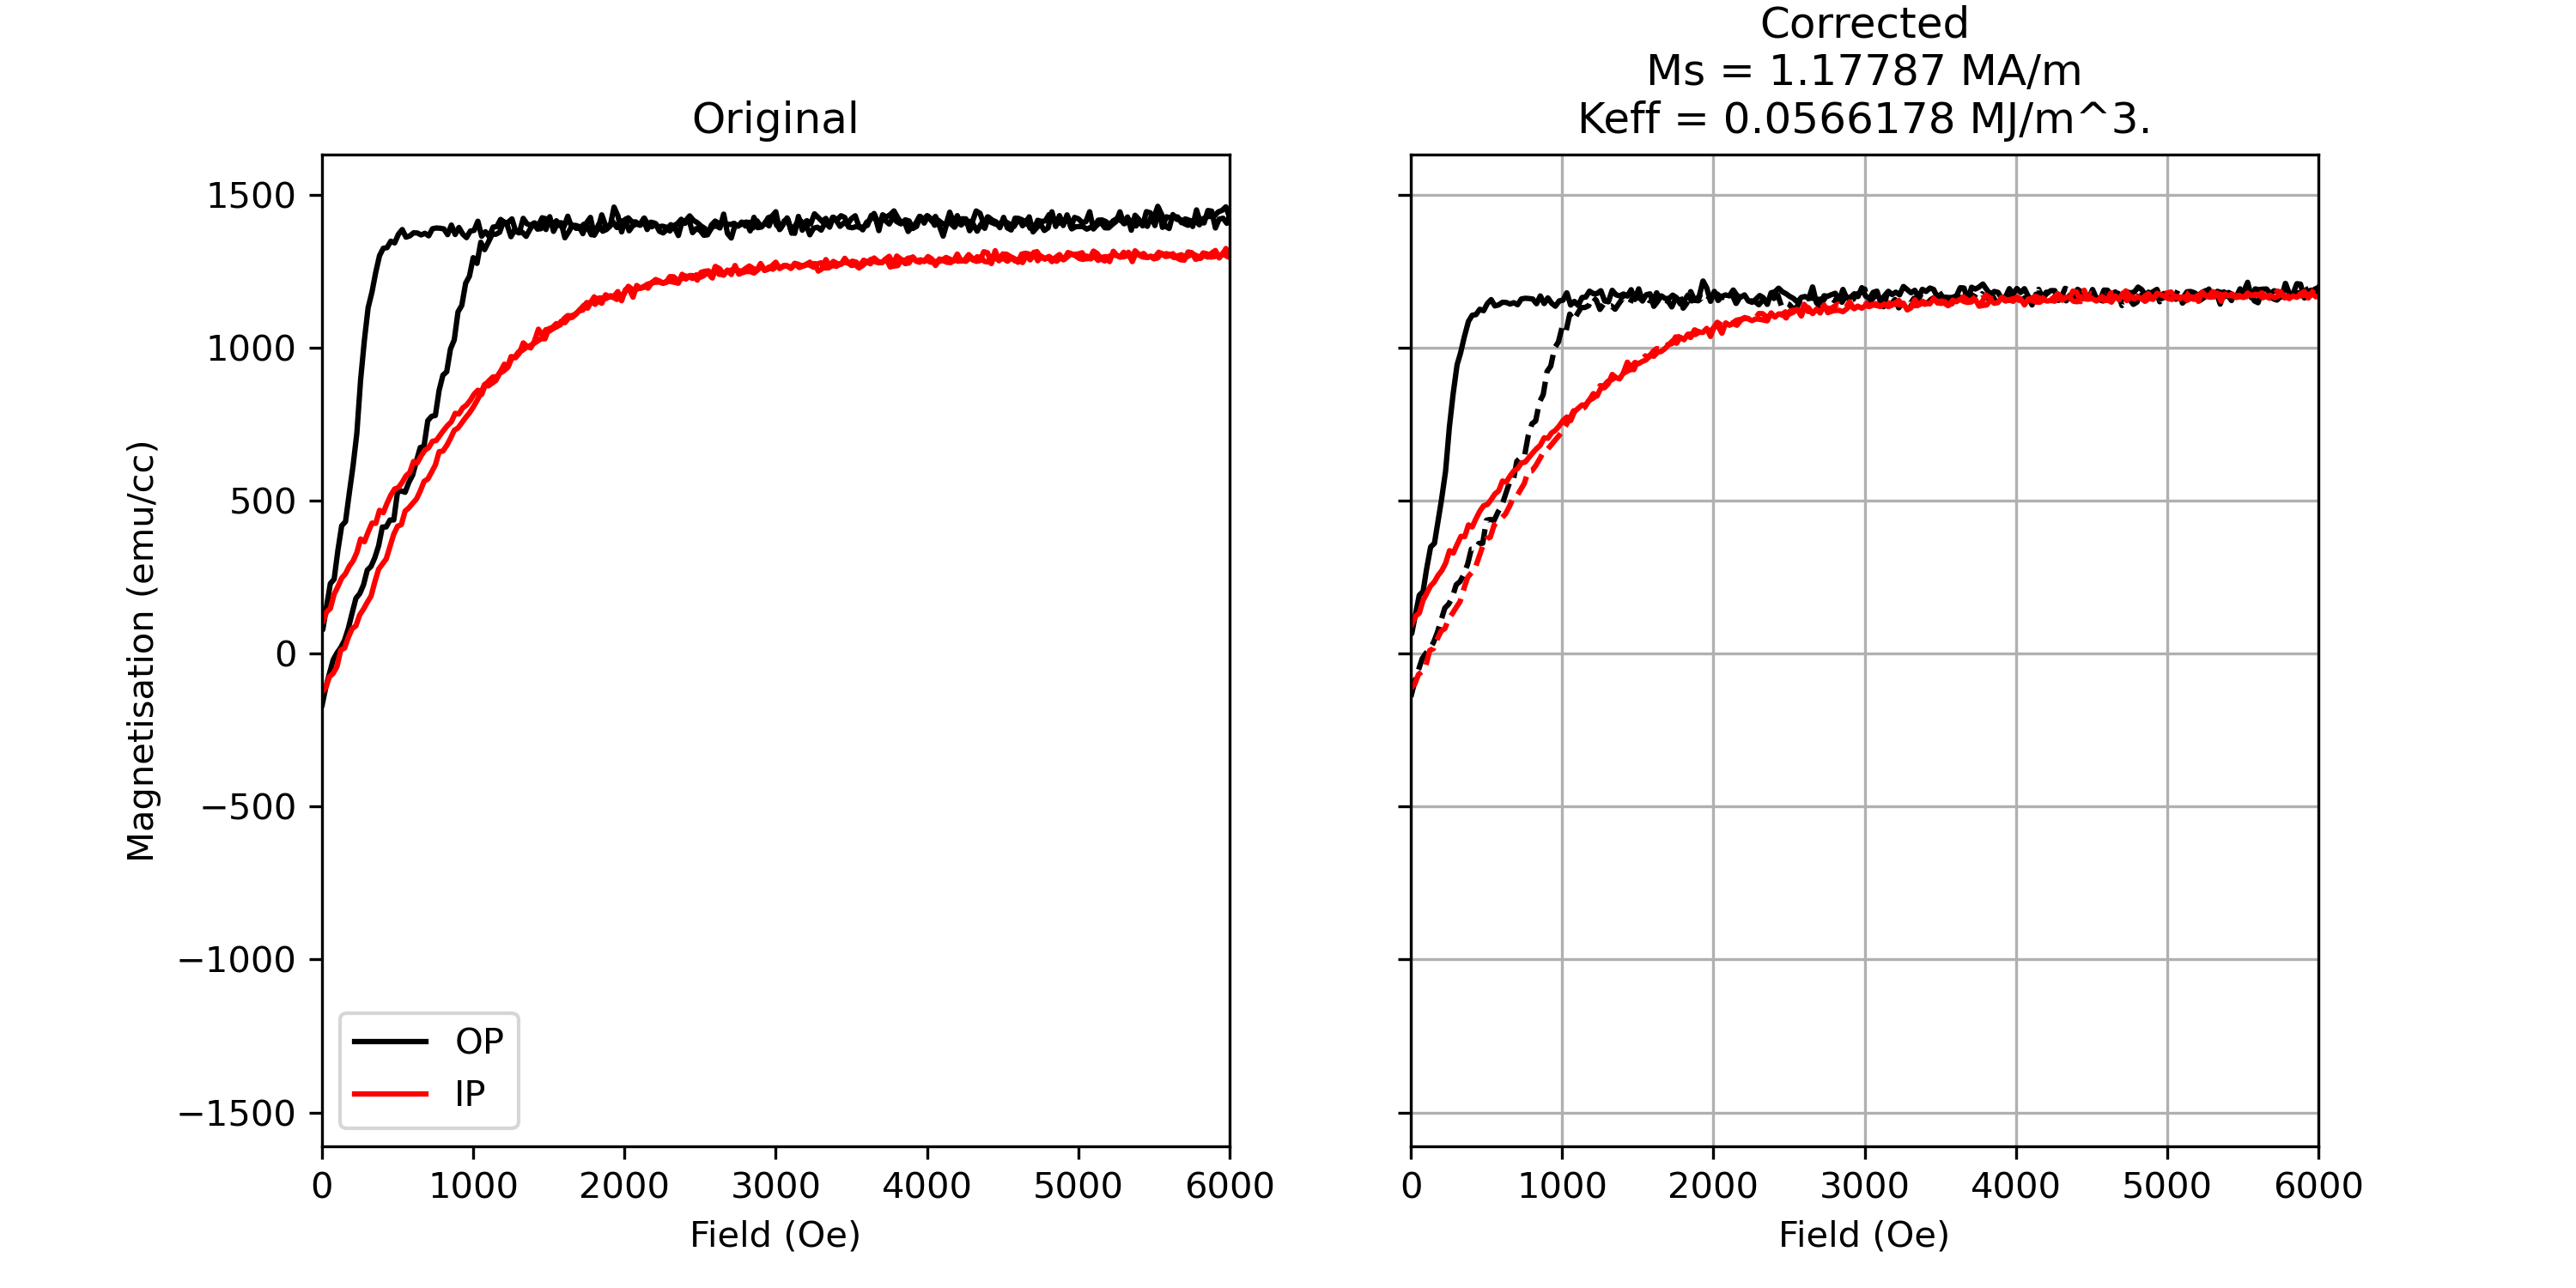 Original
Magnetisation (emu/cc)
1500
1000
500
0
−500
−1000
−1500
OP
IP
0 1000 2000 3000 4000 5000 6000
Field (Oe)
Corrected
Ms = 1.17787 MA/m
Keff = 0.0566178 MJ/m^3.
0 1000 2000 3000 4000 5000 6000
Field (Oe)